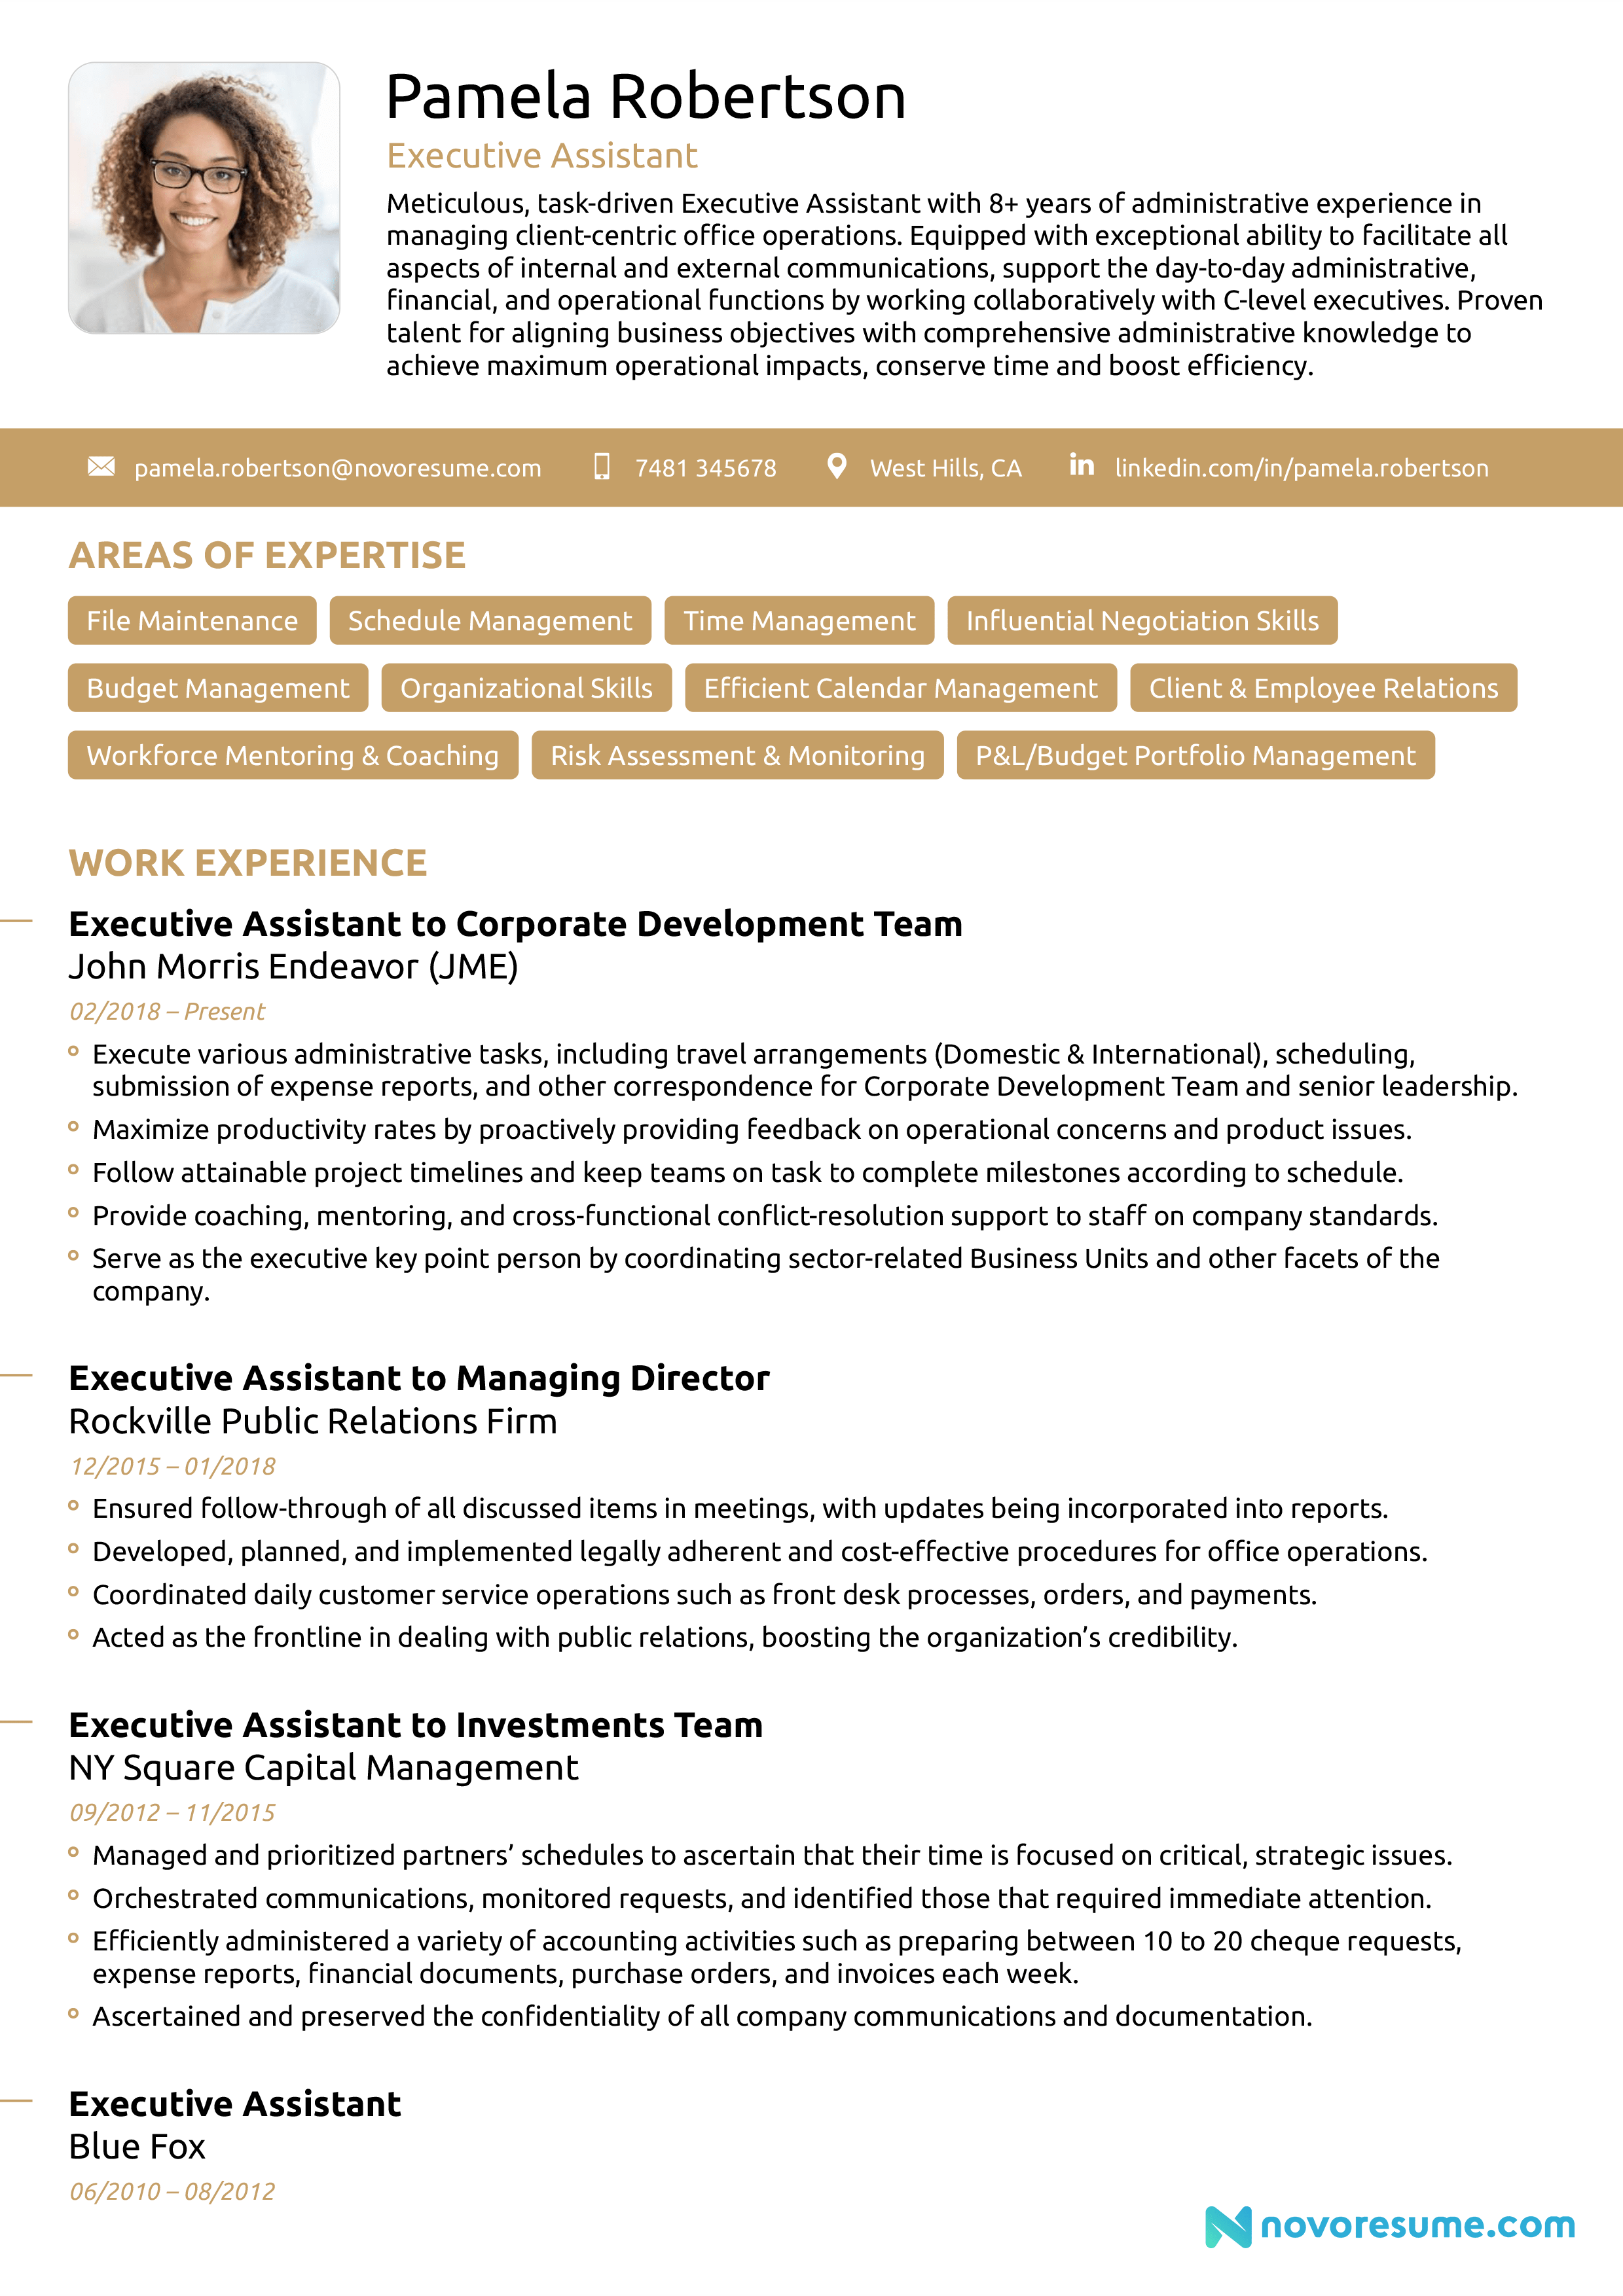 Pamela Robertson
Executive Assistant
Meticulous, task-driven Executive Assistant with 8+ years of administrative experience in
managing client-centric office operations. Equipped with exceptional ability to facilitate all
aspects of internal and external communications, support the day-to-day administrative,
financial, and operational functions by working collaboratively with C-level executives. Proven
talent for aligning business objectives with comprehensive administrative knowledge to
achieve maximum operational impacts, conserve time and boost efficiency.
pamela.robertson@novoresume.com 7481 345678 West Hills, CA in linkedin.com/in/pamela.robertson
AREAS OF EXPERTISE
File Maintenance Schedule Management Time Management Influential Negotiation Skills
Budget Management Organizational Skills Efficient Calendar Management Client & Employee Relations
Workforce Mentoring & Coaching Risk Assessment & Monitoring P&L/Budget Portfolio Management
WORK EXPERIENCE
Executive Assistant to Corporate Development Team
John Morris Endeavor (JME)
02/2018 – Present
Execute various administrative tasks, including travel arrangements (Domestic & International), scheduling,
submission of expense reports, and other correspondence for Corporate Development Team and senior leadership.
Maximize productivity rates by proactively providing feedback on operational concerns and product issues.
Follow attainable project timelines and keep teams on task to complete milestones according to schedule.
Provide coaching, mentoring, and cross-functional conflict-resolution support to staff on company standards.
Serve as the executive key point person by coordinating sector-related Business Units and other facets of the
company.
Executive Assistant to Managing Director
Rockville Public Relations Firm
12/2015 – 01/2018
Ensured follow-through of all discussed items in meetings, with updates being incorporated into reports.
Developed, planned, and implemented legally adherent and cost-effective procedures for office operations.
Coordinated daily customer service operations such as front desk processes, orders, and payments.
Acted as the frontline in dealing with public relations, boosting the organization’s credibility.
Executive Assistant to Investments Team
NY Square Capital Management
09/2012 – 11/2015
Managed and prioritized partners’ schedules to ascertain that their time is focused on critical, strategic issues.
Orchestrated communications, monitored requests, and identified those that required immediate attention.
Efficiently administered a variety of accounting activities such as preparing between 10 to 20 cheque requests,
expense reports, financial documents, purchase orders, and invoices each week.
Ascertained and preserved the confidentiality of all company communications and documentation.
Executive Assistant
Blue Fox
06/2010 – 08/2012
novoresume.com